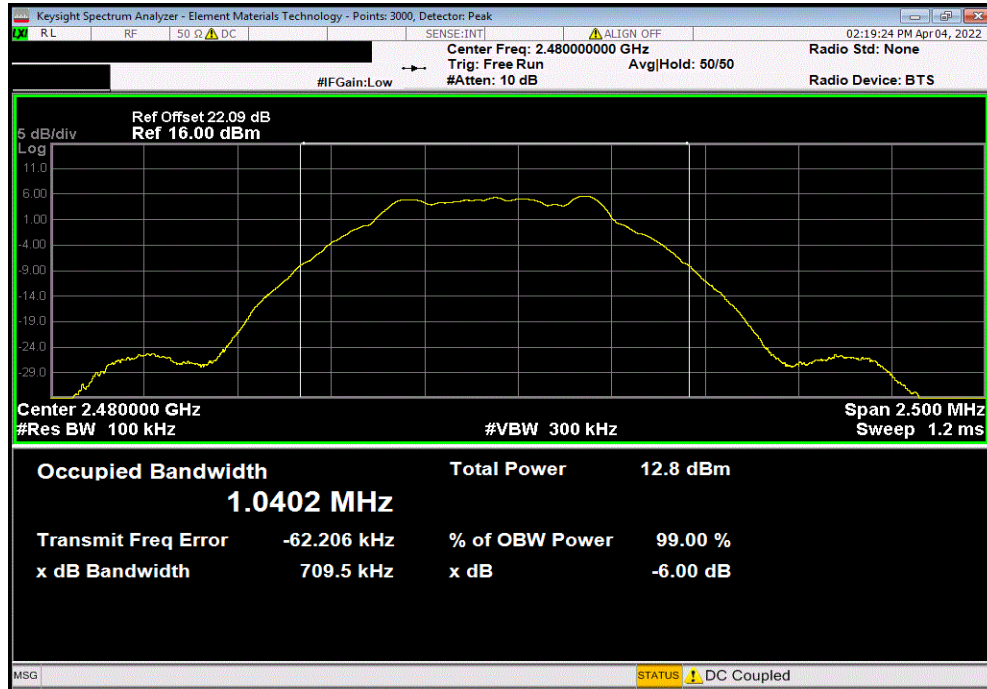 Keysight Spectrum Analyzer - Element Materials Technology - Points: 3000, Detector: Peak
LXI RL RF 50 Ω DC SENSE:INT ALIGN OFF 02:19:24 PM Apr 04, 2022
Center Freq: 2.480000000 GHz Radio Std: None
Trig: Free Run Avg|Hold: 50/50
#IFGain:Low #Atten: 10 dB Radio Device: BTS
Ref Offset 22.09 dB
5 dB/div Ref 16.00 dBm
Log
11.0
6.00
1.00
-4.00
-9.00
-14.0
-19.0
-24.0
-29.0
Center 2.480000 GHz Span 2.500 MHz
#Res BW 100 kHz #VBW 300 kHz Sweep 1.2 ms
Occupied Bandwidth Total Power 12.8 dBm
1.0402 MHz
Transmit Freq Error -62.206 kHz % of OBW Power 99.00 %
x dB Bandwidth 709.5 kHz x dB -6.00 dB
MSG STATUS DC Coupled